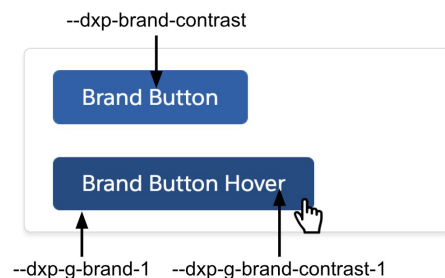 --dxp-brand-contrast
Brand Button
Brand Button Hover
--dxp-g-brand-1 --dxp-g-brand-contrast-1